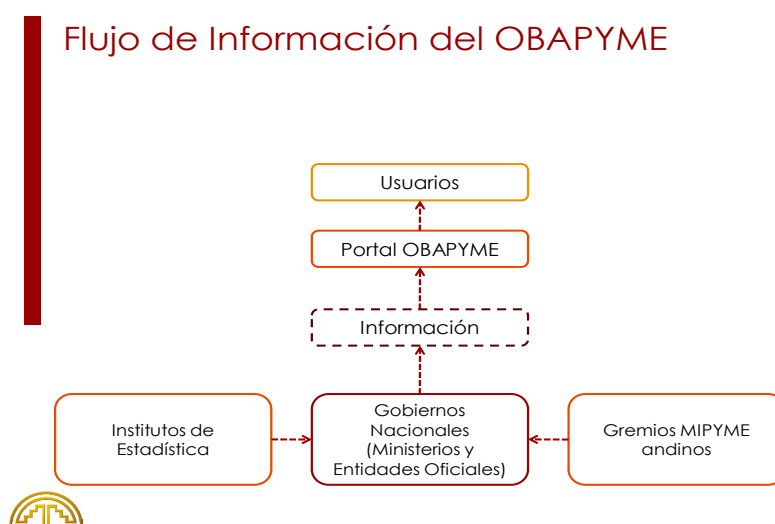 Flujo de Información del OBAPYME
Usuarios
Portal OBAPYME
Información
Institutos de
Estadística
Gobiernos
Nacionales
(Ministerios y
Entidades Oficiales)
Gremios MIPYME
andinos